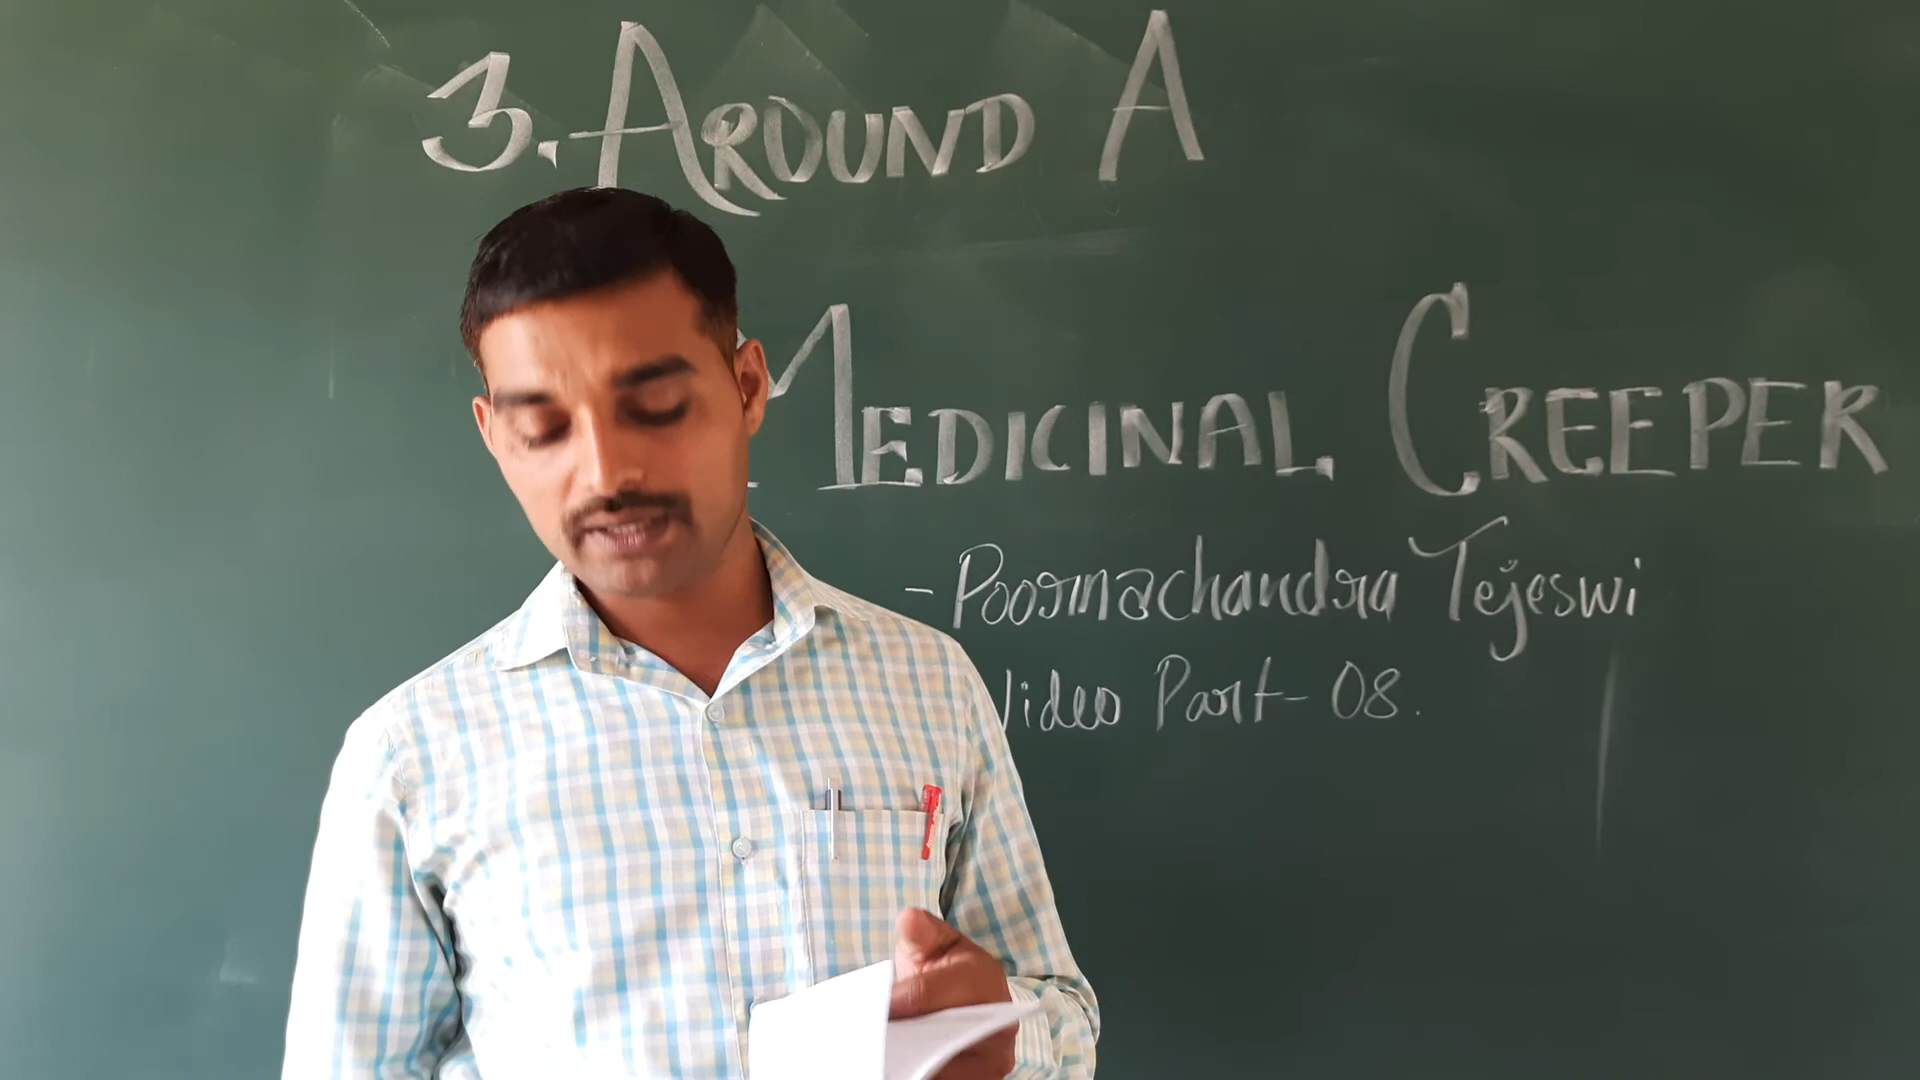 3. AROUND A
MEDICINAL CREEPER
- Poornachandra Tejeswi
Video Part - 08.